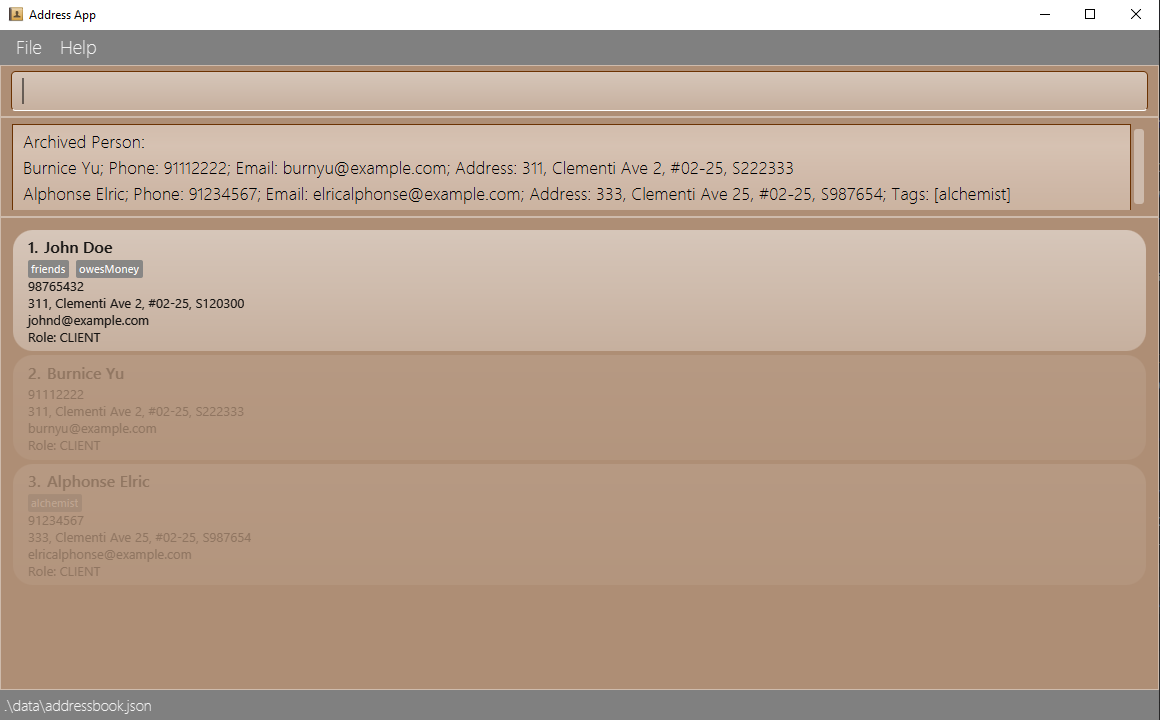 Address App
File Help
Archived Person:
Burnice Yu; Phone: 91112222; Email: burnyu@example.com; Address: 311, Clementi Ave 2, #02-25, S222333
Alphonse Elric; Phone: 91234567; Email: elricalphonse@example.com; Address: 333, Clementi Ave 25, #02-25, S987654; Tags: [alchemist]
1. John Doe
friends owesMoney
98765432
311, Clementi Ave 2, #02-25, S120300
johnd@example.com
Role: CLIENT
2. Burnice Yu
91112222
311, Clementi Ave 2, #02-25, S222333
burnyu@example.com
Role: CLIENT
3. Alphonse Elric
alchemist
91234567
333, Clementi Ave 25, #02-25, S987654
elricalphonse@example.com
Role: CLIENT
.\data\addressbook.json